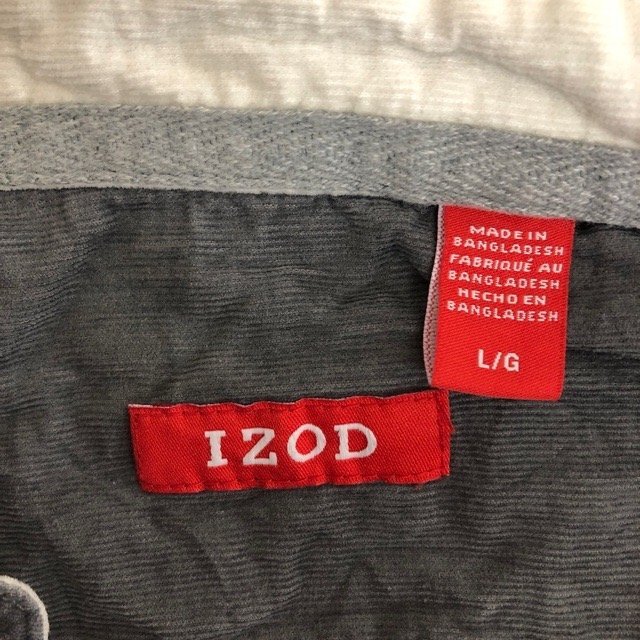 MADE IN
BANGLADESH
FABRIQUÉ AU
BANGLADESH
HECHO EN
BANGLADESH
L/G
IZOD